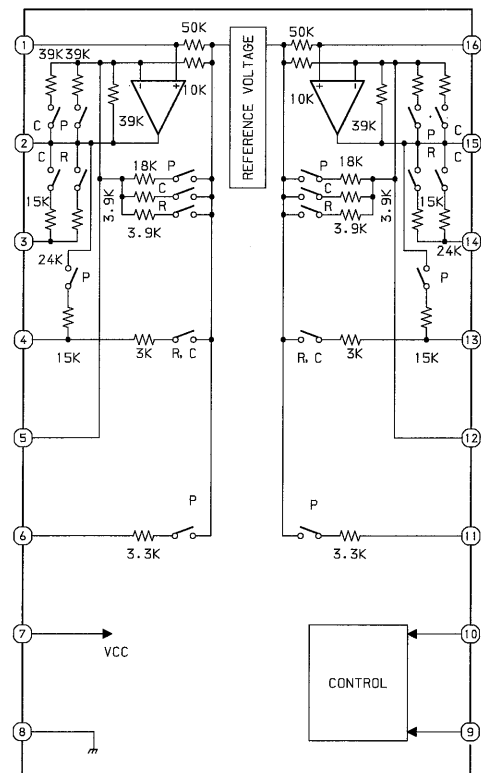 50K
REFERENCE VOLTAGE
50K
1
16
39K 39K
10K
10K
39K
39K
C
P
P
C
2
15
C
R
R
C
18K
P
P
18K
C
C
R
R
15K
3.9K
3.9K
3.9K
3.9K
15K
3
14
24K
24K
P
P
4
13
15K
3K
R, C
R, C
3K
15K
5
12
P
P
6
11
3.3K
3.3K
7
10
VCC
CONTROL
8
9